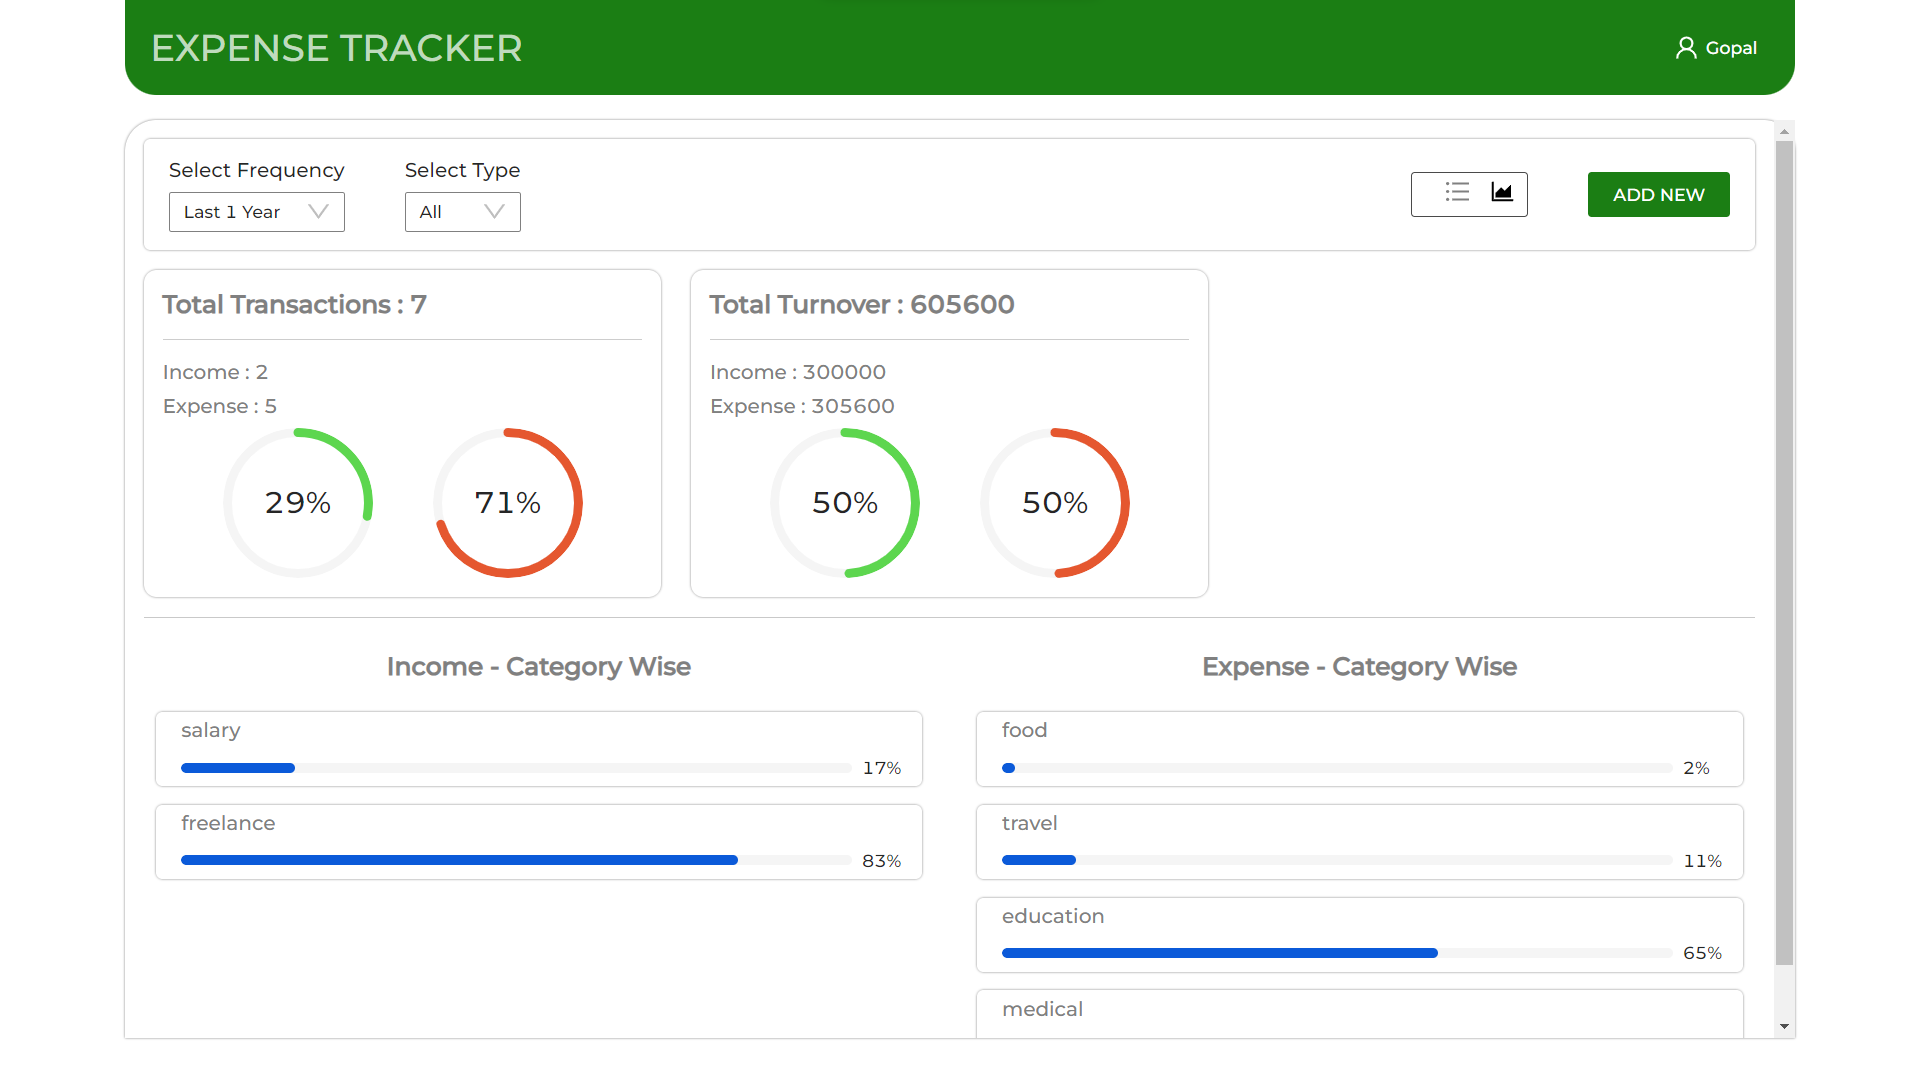 EXPENSE TRACKER
Gopal
Select Frequency
Select Type
Last 1 Year
All
ADD NEW
Total Transactions : 7
Income : 2
Expense : 5
29%
71%
Total Turnover : 605600
Income : 300000
Expense : 305600
50%
50%
Income - Category Wise
salary
17%
freelance
83%
Expense - Category Wise
food
2%
travel
11%
education
65%
medical